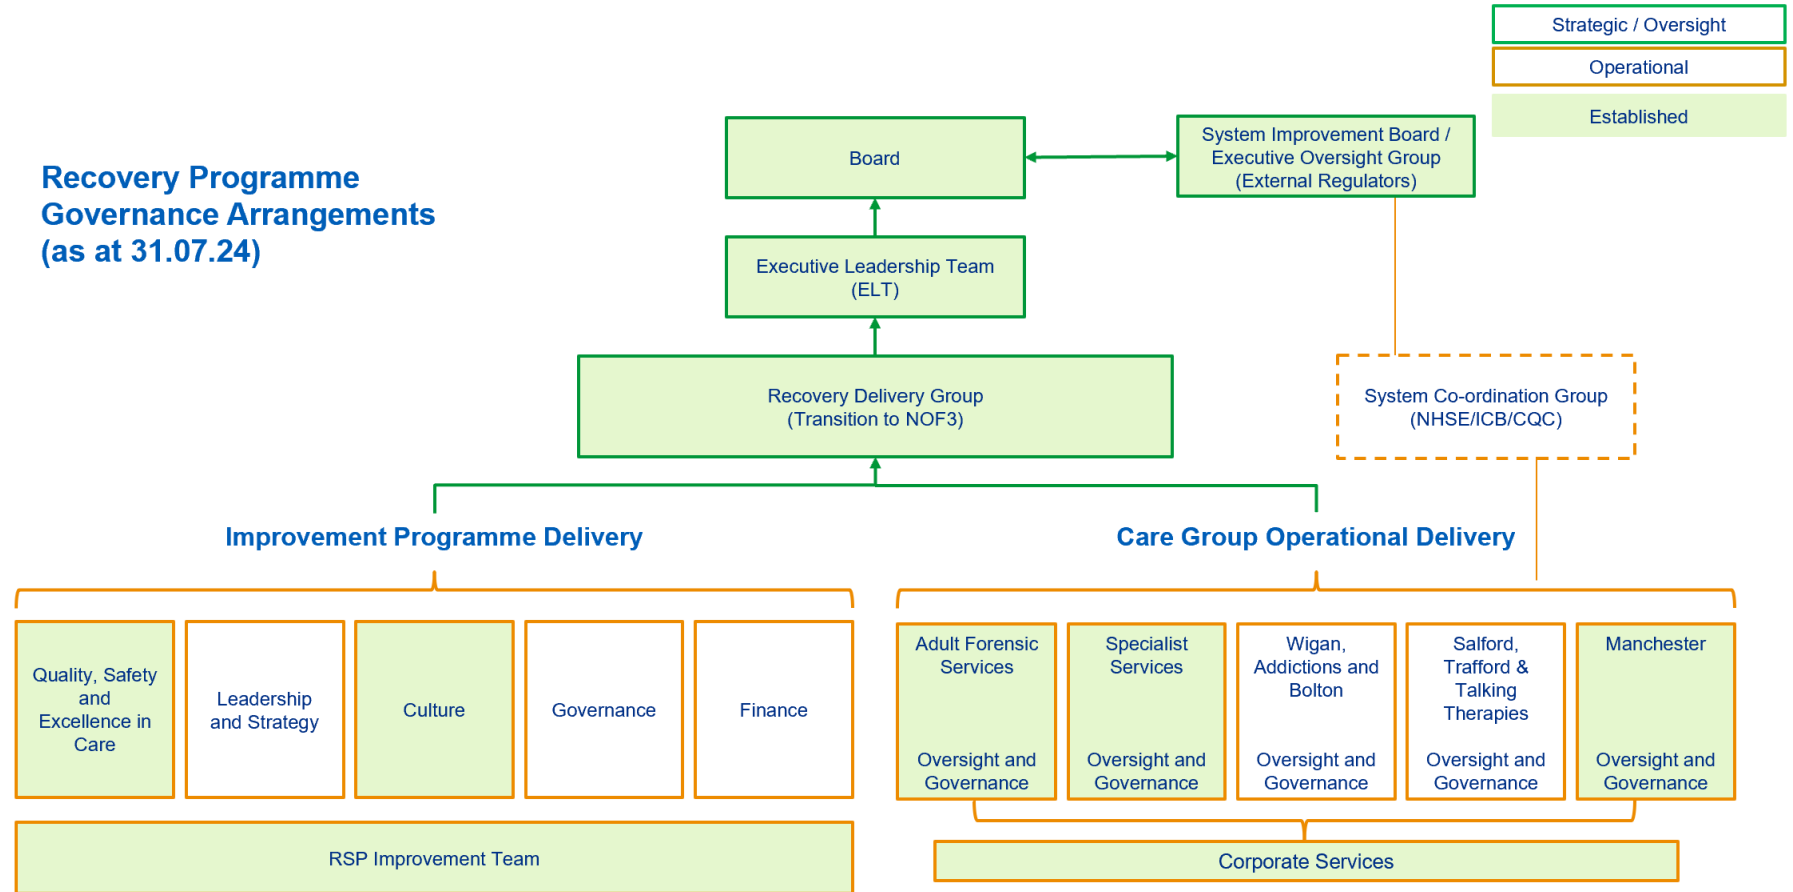 Strategic / Oversight
Operational
Established
Recovery Programme
Governance Arrangements
(as at 31.07.24)
Board
System Improvement Board /
Executive Oversight Group
(External Regulators)
Executive Leadership Team
(ELT)
Recovery Delivery Group
(Transition to NOF3)
System Co-ordination Group
(NHSE/ICB/CQC)
Improvement Programme Delivery
Care Group Operational Delivery
Quality, Safety
and
Excellence in
Care
Leadership
and Strategy
Culture
Governance
Finance
RSP Improvement Team
Adult Forensic
Services
Oversight and
Governance
Specialist
Services
Oversight and
Governance
Wigan,
Addictions and
Bolton
Oversight and
Governance
Salford,
Trafford &
Talking
Therapies
Oversight and
Governance
Manchester
Oversight and
Governance
Corporate Services